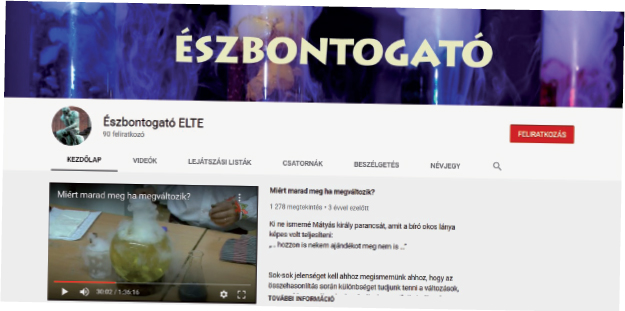 ÉSZBONTOGATÓ
Észbontogató ELTE
90 feliratkozó
FELIRATKOZÁS
KEZDŐLAP VIDEÓK LEJÁTSZÁSI LISTÁK CSATORNÁK BESZÉLGETÉS NÉVJEGY
Miért marad meg ha megváltozik?
30:02 / 1:36:16
Miért marad meg ha megváltozik?
1 278 megtekintés • 3 évvel ezelőtt
Ki ne ismerné Mátyás király parancsát, amit a bíró okos lánya
képes volt teljesíteni:
„ .. hozzon is nekem ajándékot meg nem is ..."
Sok-sok jelenséget kell ahhoz megismernünk ahhoz, hogy az
összehasonlítás során különbséget tudjunk tenni a változások,
TOVÁBBI INFORMÁCIÓ